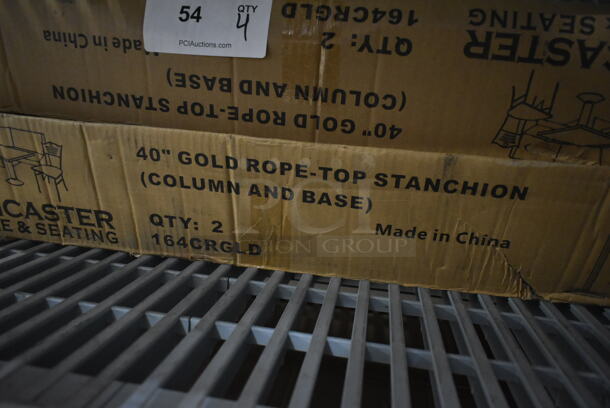 54
QTY
4
PCIAuctions.com
164CRGLD
QTY: 2
Made in China
CASTER
& SEATING
(COLUMN AND BASE)
40" GOLD ROPE-TOP STANCHION
40" GOLD ROPE-TOP STANCHION
(COLUMN AND BASE)
CASTER
E & SEATING
QTY: 2
164CRGLD
Made in China
PCI
AUCTION GROUP